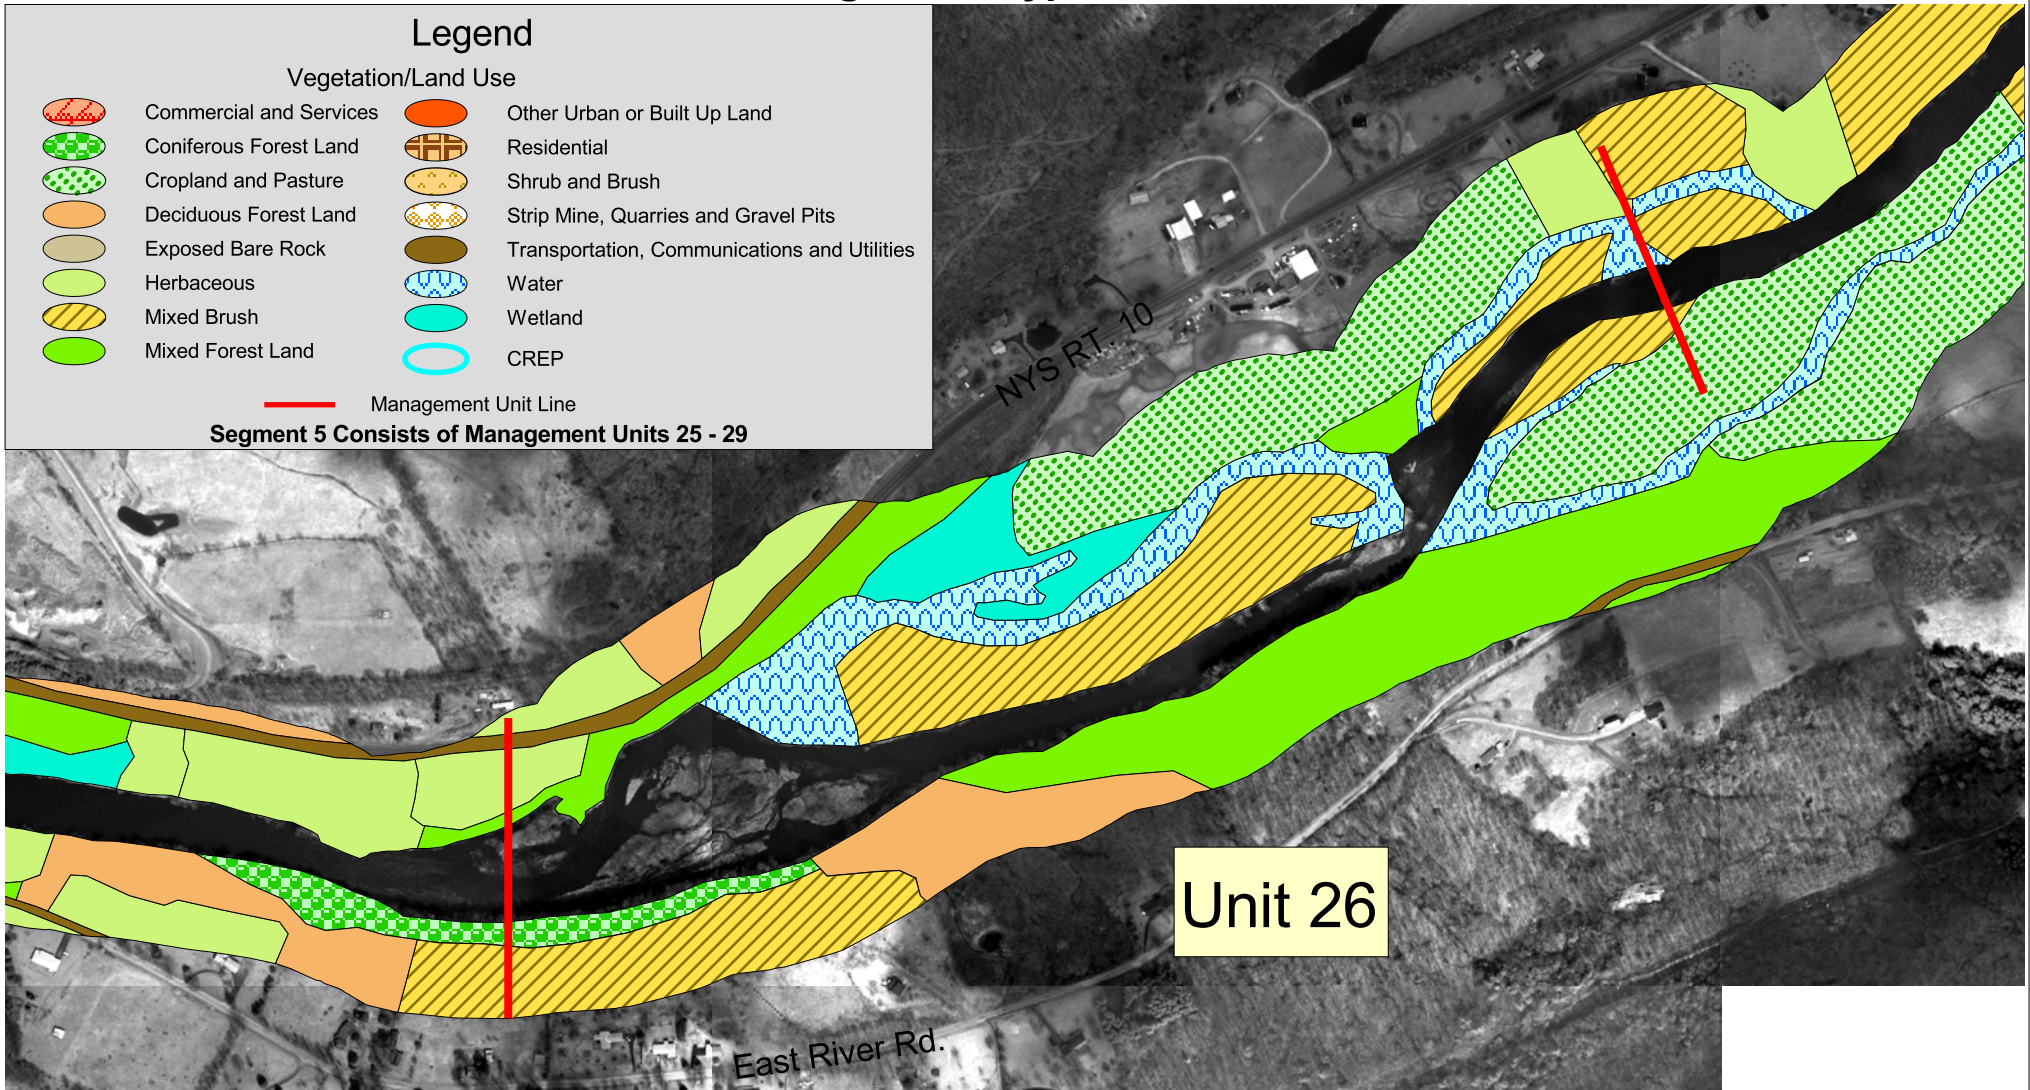 Legend
Vegetation/Land Use
Commercial and Services
Coniferous Forest Land
Cropland and Pasture
Deciduous Forest Land
Exposed Bare Rock
Herbaceous
Mixed Brush
Mixed Forest Land
Other Urban or Built Up Land
Residential
Shrub and Brush
Strip Mine, Quarries and Gravel Pits
Transportation, Communications and Utilities
Water
Wetland
CREP
Management Unit Line
Segment 5 Consists of Management Units 25 - 29
NYS RT. 10
Unit 26
East River Rd.